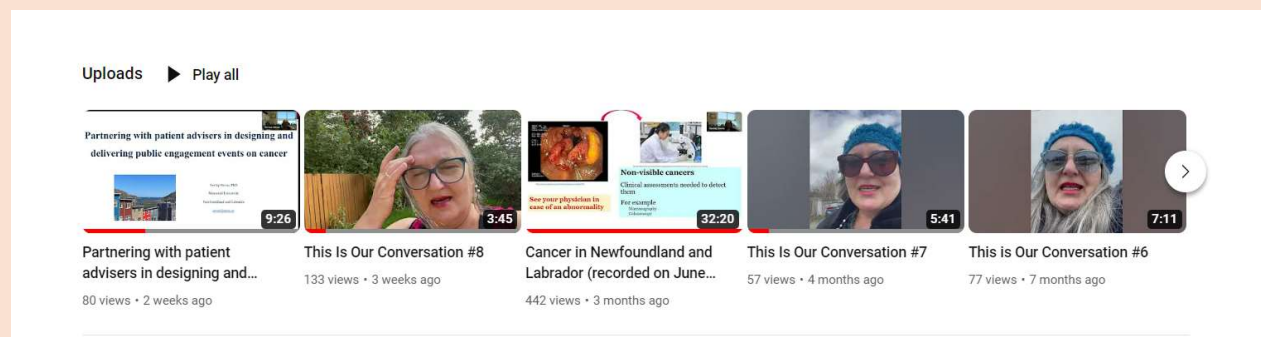 Uploads
Play all
Partnering with patient advisers in designing and
delivering public engagement events on cancer
9:26
3:45
See your physician in
case of an abnormality
Non-visible cancers
Clinical assessments needed to detect
them
For example
32:20
5:41
7:11
Partnering with patient
advisers in designing and...
80 views • 2 weeks ago
This Is Our Conversation #8
133 views • 3 weeks ago
Cancer in Newfoundland and
Labrador (recorded on June...
442 views • 3 months ago
This Is Our Conversation #7
57 views • 4 months ago
This is Our Conversation #6
77 views • 7 months ago